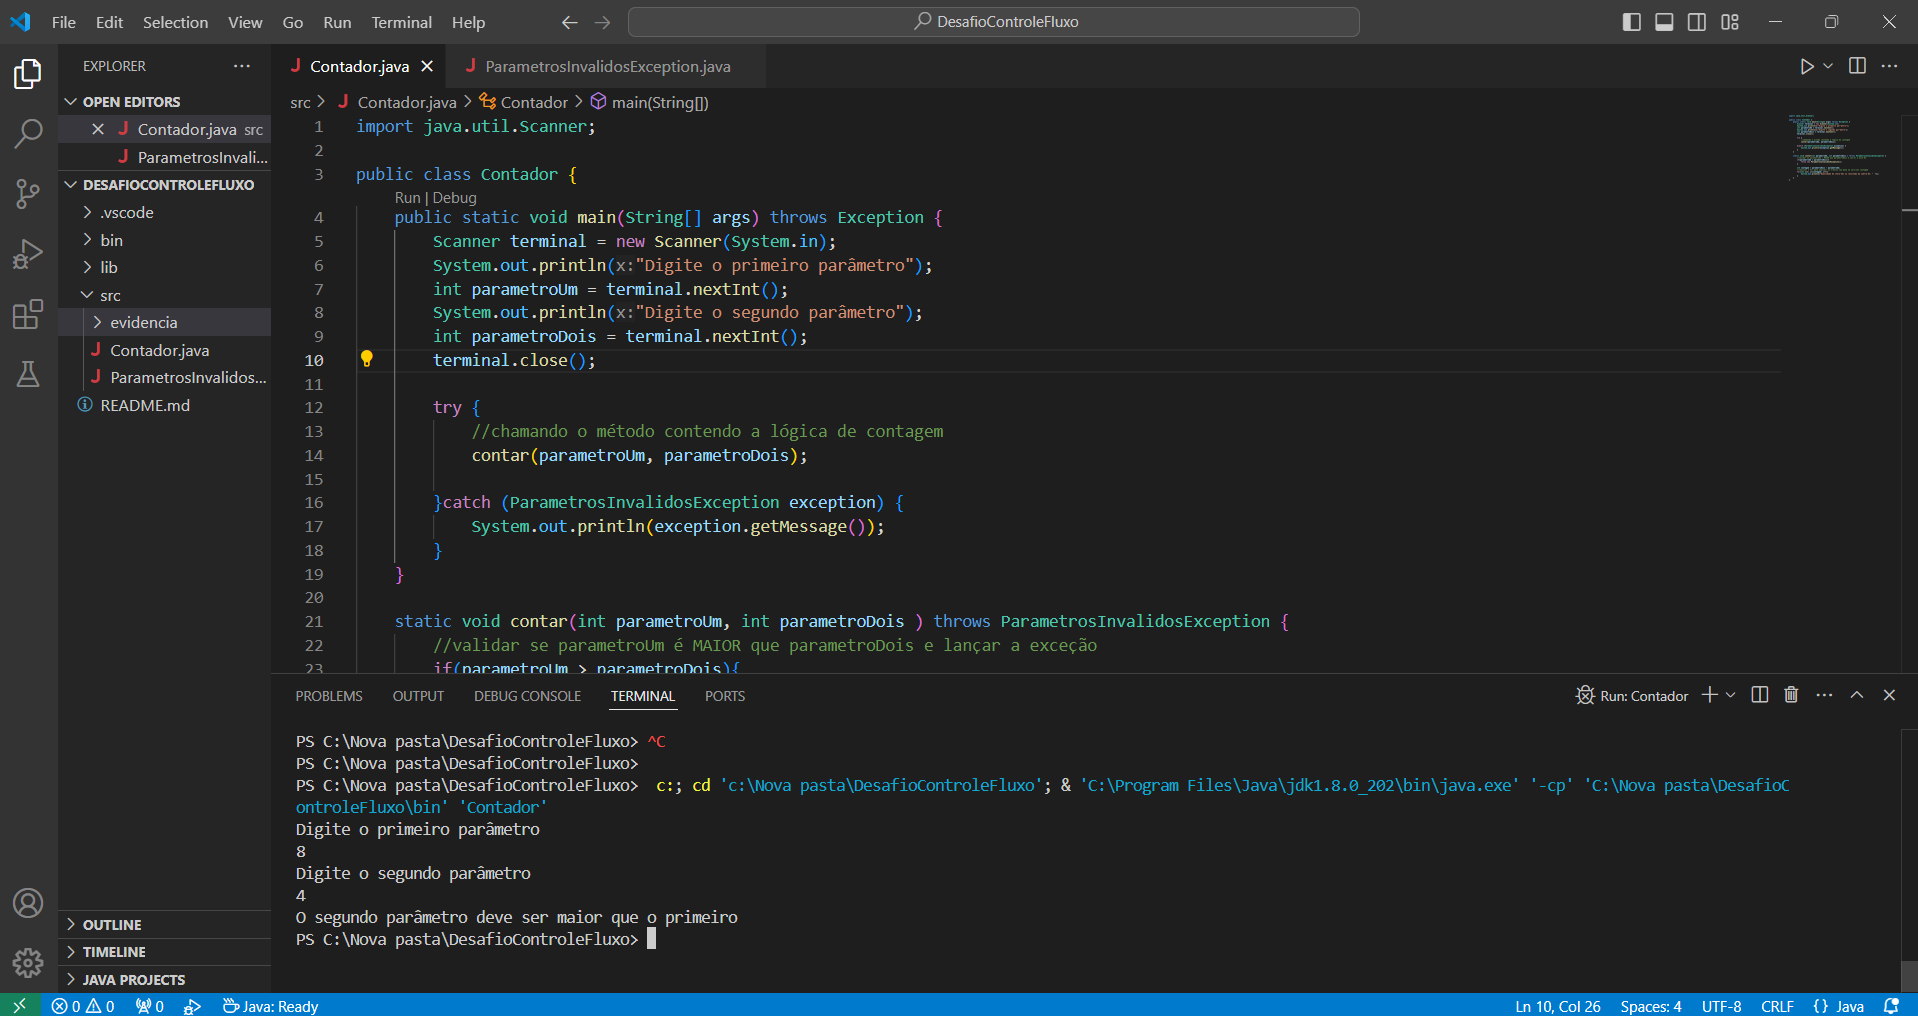 File Edit Selection View Go Run Terminal Help
DesafioControleFluxo
EXPLORER
OPEN EDITORS
Contador.java src
ParametrosInvali...
DESAFIOCONTROLEFLUXO
.vscode
bin
lib
src
evidencia
Contador.java
ParametrosInvalidos...
README.md
OUTLINE
TIMELINE
JAVA PROJECTS
Contador.java ParametrosInvalidosException.java
src > Contador.java > Contador > main(String[])
1 import java.util.Scanner;
2
3 public class Contador {
Run | Debug
4 public static void main(String[] args) throws Exception {
5 Scanner terminal = new Scanner(System.in);
6 System.out.println(x:"Digite o primeiro parâmetro");
7 int parametroUm = terminal.nextInt();
8 System.out.println(x:"Digite o segundo parâmetro");
9 int parametroDois = terminal.nextInt();
10 terminal.close();
11
12 try {
13 //chamando o método contendo a lógica de contagem
14 contar(parametroUm, parametroDois);
15
16 }catch (ParametrosInvalidosException exception) {
17 System.out.println(exception.getMessage());
18 }
19 }
20
21 static void contar(int parametroUm, int parametroDois ) throws ParametrosInvalidosException {
22 //validar se parametroUm é MAIOR que parametroDois e lançar a exceção
23 if(parametroUm > parametroDois){
PROBLEMS OUTPUT DEBUG CONSOLE TERMINAL PORTS
Run: Contador
PS C:\Nova pasta\DesafioControleFluxo> ^C
PS C:\Nova pasta\DesafioControleFluxo>
PS C:\Nova pasta\DesafioControleFluxo> c:; cd 'c:\Nova pasta\DesafioControleFluxo'; & 'C:\Program Files\Java\jdk1.8.0_202\bin\java.exe' '-cp' 'C:\Nova pasta\DesafioC
ontroleFluxo\bin' 'Contador'
Digite o primeiro parâmetro
8
Digite o segundo parâmetro
4
O segundo parâmetro deve ser maior que o primeiro
PS C:\Nova pasta\DesafioControleFluxo>
0 0 0 Java: Ready
Ln 10, Col 26 Spaces: 4 UTF-8 CRLF {} Java